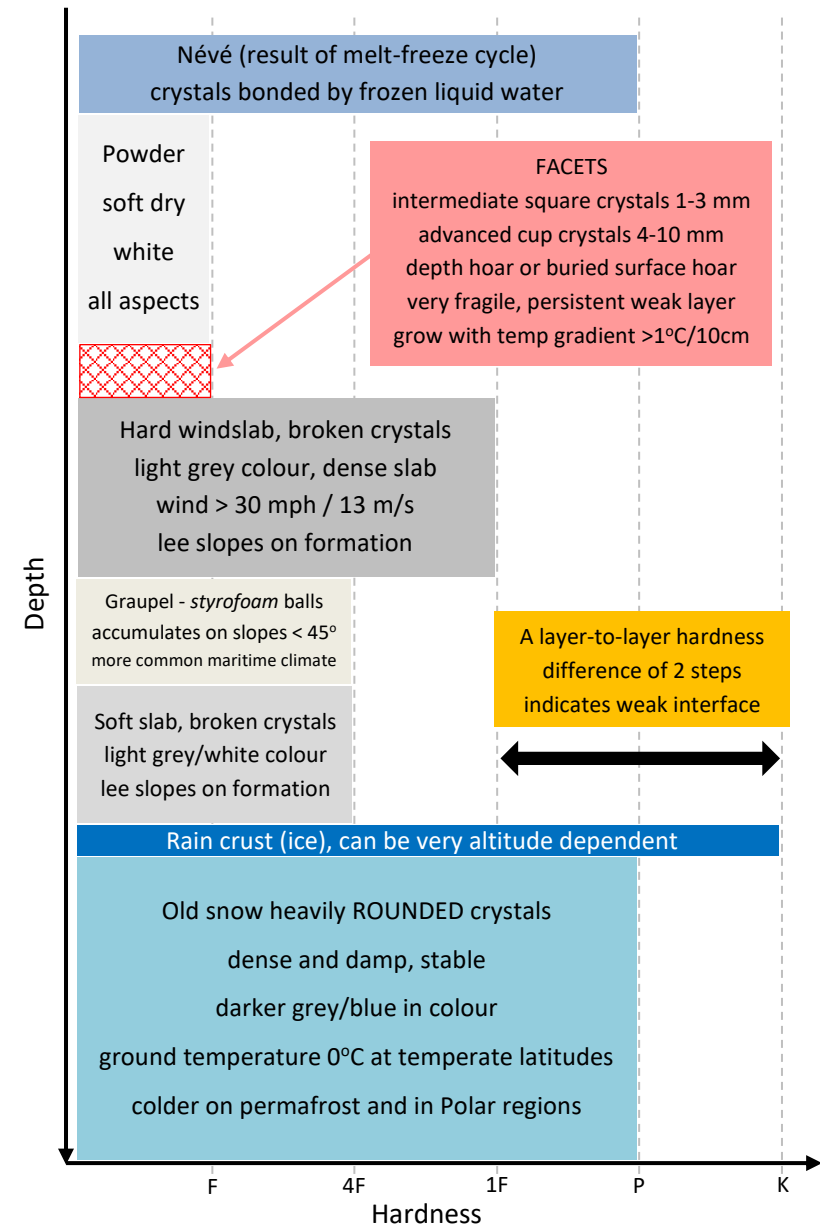 Névé (result of melt-freeze cycle)
crystals bonded by frozen liquid water
Powder
soft dry
white
all aspects
FACETS
intermediate square crystals 1-3 mm
advanced cup crystals 4-10 mm
depth hoar or buried surface hoar
very fragile, persistent weak layer
grow with temp gradient >1°C/10cm
Hard windslab, broken crystals
light grey colour, dense slab
wind > 30 mph / 13 m/s
lee slopes on formation
Graupel - styrofoam balls
accumulates on slopes < 45°
more common maritime climate
A layer-to-layer hardness
difference of 2 steps
indicates weak interface
Soft slab, broken crystals
light grey/white colour
lee slopes on formation
Rain crust (ice), can be very altitude dependent
Old snow heavily ROUNDED crystals
dense and damp, stable
darker grey/blue in colour
ground temperature 0°C at temperate latitudes
colder on permafrost and in Polar regions
Depth
F 4F 1F P K
Hardness